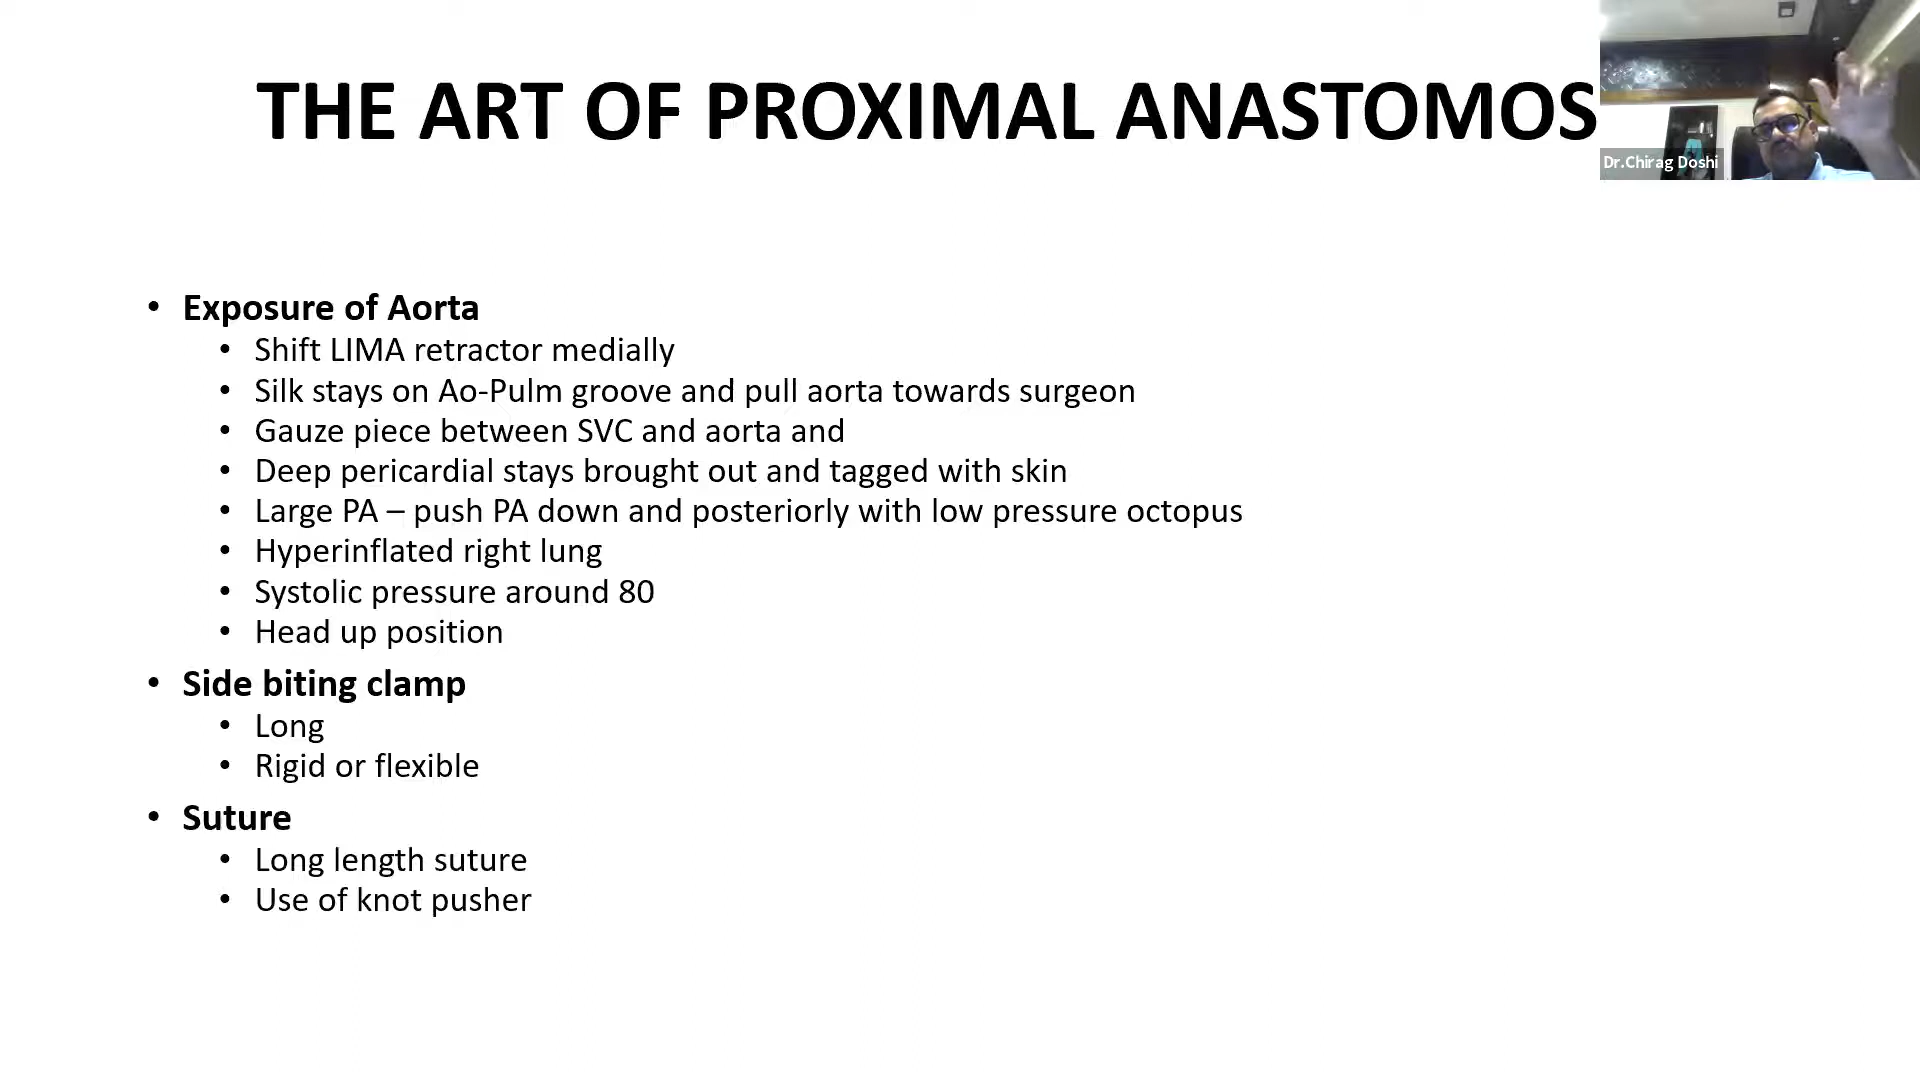 THE ART OF PROXIMAL ANASTOMOS
Dr.Chirag Doshi
• Exposure of Aorta
• Shift LIMA retractor medially
• Silk stays on Ao-Pulm groove and pull aorta towards surgeon
• Gauze piece between SVC and aorta and
• Deep pericardial stays brought out and tagged with skin
• Large PA – push PA down and posteriorly with low pressure octopus
• Hyperinflated right lung
• Systolic pressure around 80
• Head up position
• Side biting clamp
• Long
• Rigid or flexible
• Suture
• Long length suture
• Use of knot pusher